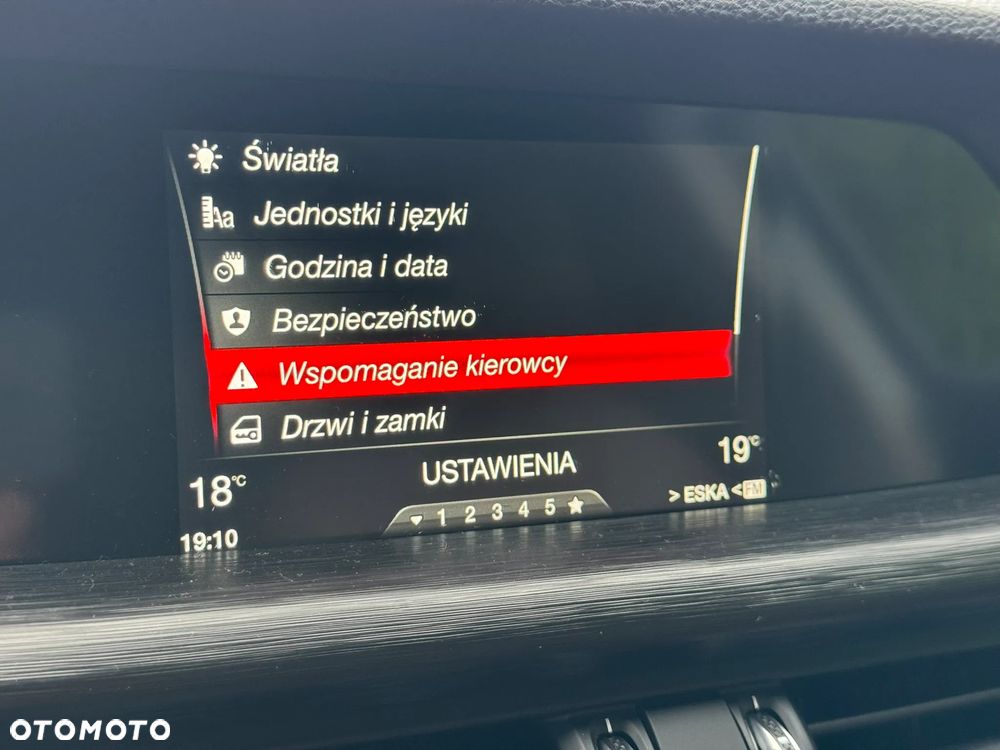 Światła
Aa Jednostki i języki
Godzina i data
Bezpieczeństwo
Wspomaganie kierowcy
Drzwi i zamki
USTAWIENIA
18°C
19°C
1 2 3 4 5
> ESKA < FM
19:10
OTOMOTO